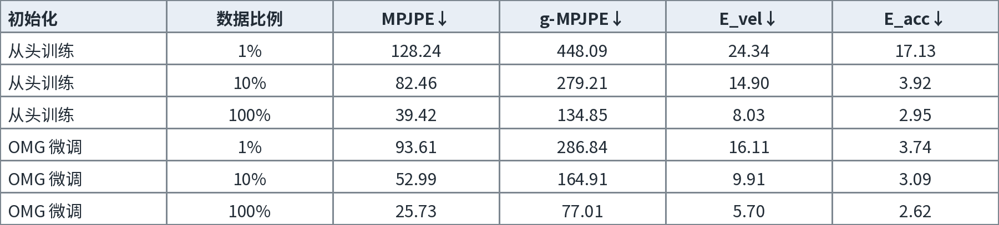 初始化 数据比例 MPJPE↓ g-MPJPE↓ E_vel↓ E_acc↓
从头训练 1% 128.24 448.09 24.34 17.13
从头训练 10% 82.46 279.21 14.90 3.92
从头训练 100% 39.42 134.85 8.03 2.95
OMG 微调 1% 93.61 286.84 16.11 3.74
OMG 微调 10% 52.99 164.91 9.91 3.09
OMG 微调 100% 25.73 77.01 5.70 2.62